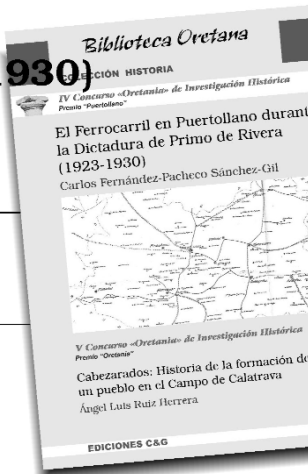 930)
Biblioteca Oretana
COLECCIÓN HISTORIA
IV Concurso «Oretania» de Investigación Histórica
Premio "Puertollano"
El Ferrocarril en Puertollano durant
la Dictadura de Primo de Rivera
(1923-1930)
Carlos Fernández-Pacheco Sánchez-Gil
V Concurso «Oretania» de Investigación Histórica
Premio "Oretania"
Cabezarados: Historia de la formación de
un pueblo en el Campo de Calatrava
Ángel Luis Ruiz Herrera
EDICIONES C&G